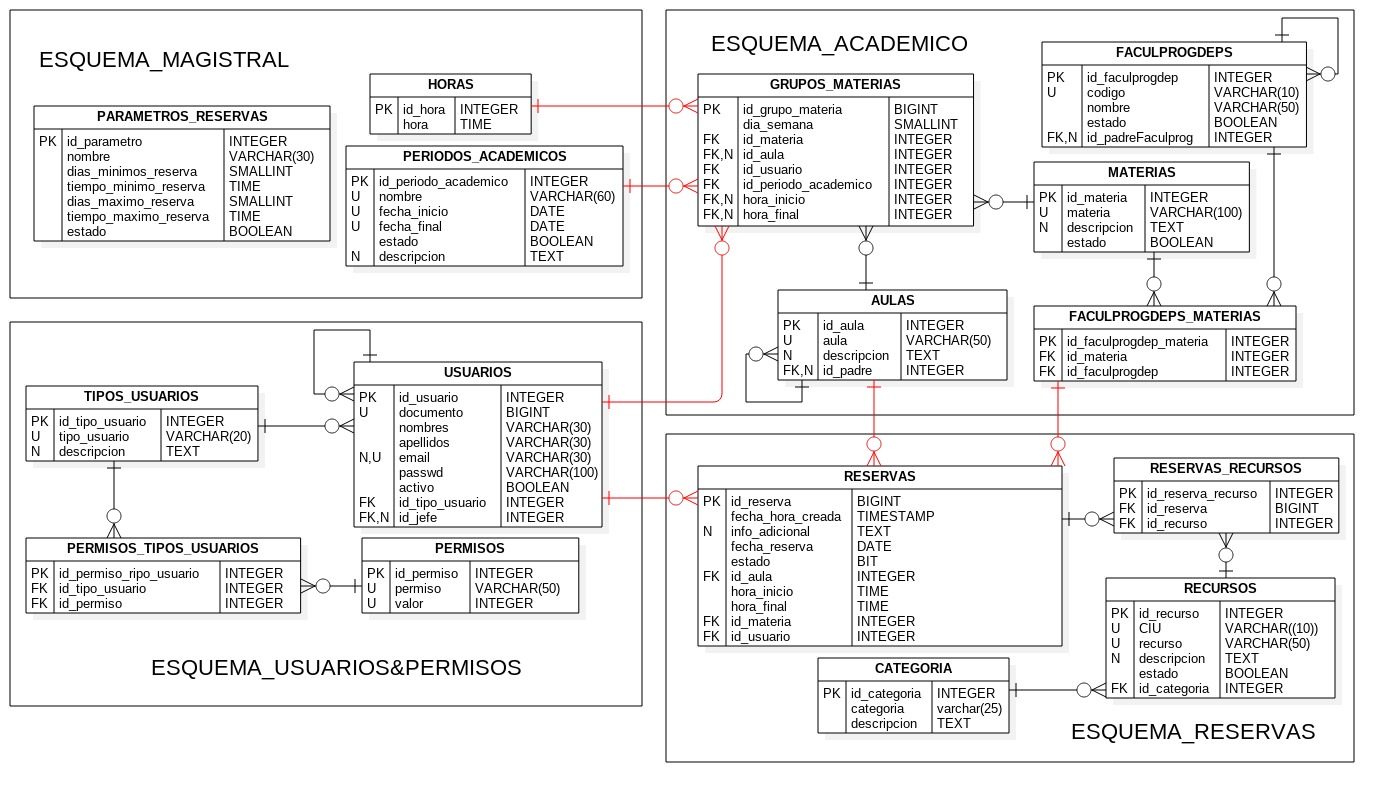 ESQUEMA_MAGISTRAL
PARAMETROS_RESERVAS
PK id_parametro INTEGER
nombre VARCHAR(30)
dias_minimos_reserva SMALLINT
tiempo_minimo_reserva TIME
dias_maximo_reserva SMALLINT
tiempo_maximo_reserva TIME
estado BOOLEAN
HORAS
PK id_hora INTEGER
hora TIME
PERIODOS_ACADEMICOS
PK id_periodo_academico INTEGER
U nombre VARCHAR(60)
U fecha_inicio DATE
U fecha_final DATE
estado BOOLEAN
N descripcion TEXT
ESQUEMA_ACADEMICO
GRUPOS_MATERIAS
PK id_grupo_materia BIGINT
dia_semana SMALLINT
FK id_materia INTEGER
FK,N id_aula INTEGER
FK id_usuario INTEGER
FK id_periodo_academico INTEGER
FK,N hora_inicio INTEGER
FK,N hora_final INTEGER
FACULPROGDEPS
PK id_faculprogdep INTEGER
U codigo VARCHAR(10)
nombre VARCHAR(50)
estado BOOLEAN
FK,N id_padreFaculprog INTEGER
MATERIAS
PK id_materia INTEGER
U materia VARCHAR(100)
N descripcion TEXT
estado BOOLEAN
AULAS
PK id_aula INTEGER
U aula VARCHAR(50)
N descripcion TEXT
FK,N id_padre INTEGER
FACULPROGDEPS_MATERIAS
PK id_faculprogdep_materia INTEGER
FK id_materia INTEGER
FK id_faculprogdep INTEGER
TIPOS_USUARIOS
PK id_tipo_usuario INTEGER
U tipo_usuario VARCHAR(20)
N descripcion TEXT
USUARIOS
PK id_usuario INTEGER
U documento BIGINT
nombres VARCHAR(30)
apellidos VARCHAR(30)
N,U email VARCHAR(30)
passwd VARCHAR(100)
activo BOOLEAN
FK id_tipo_usuario INTEGER
FK,N id_jefe INTEGER
PERMISOS_TIPOS_USUARIOS
PK id_permiso_ripo_usuario INTEGER
FK id_tipo_usuario INTEGER
FK id_permiso INTEGER
PERMISOS
PK id_permiso INTEGER
U permiso VARCHAR(50)
U valor INTEGER
ESQUEMA_USUARIOS&PERMISOS
RESERVAS
PK id_reserva BIGINT
fecha_hora_creada TIMESTAMP
N info_adicional TEXT
fecha_reserva DATE
estado BIT
FK id_aula INTEGER
hora_inicio TIME
hora_final TIME
FK id_materia INTEGER
FK id_usuario INTEGER
RESERVAS_RECURSOS
PK id_reserva_recurso INTEGER
FK id_reserva BIGINT
FK id_recurso INTEGER
RECURSOS
PK id_recurso INTEGER
U CIU VARCHAR((10))
U recurso VARCHAR(50)
N descripcion TEXT
estado BOOLEAN
FK id_categoria INTEGER
CATEGORIA
PK id_categoria INTEGER
categoria varchar(25)
descripcion TEXT
ESQUEMA_RESERVAS